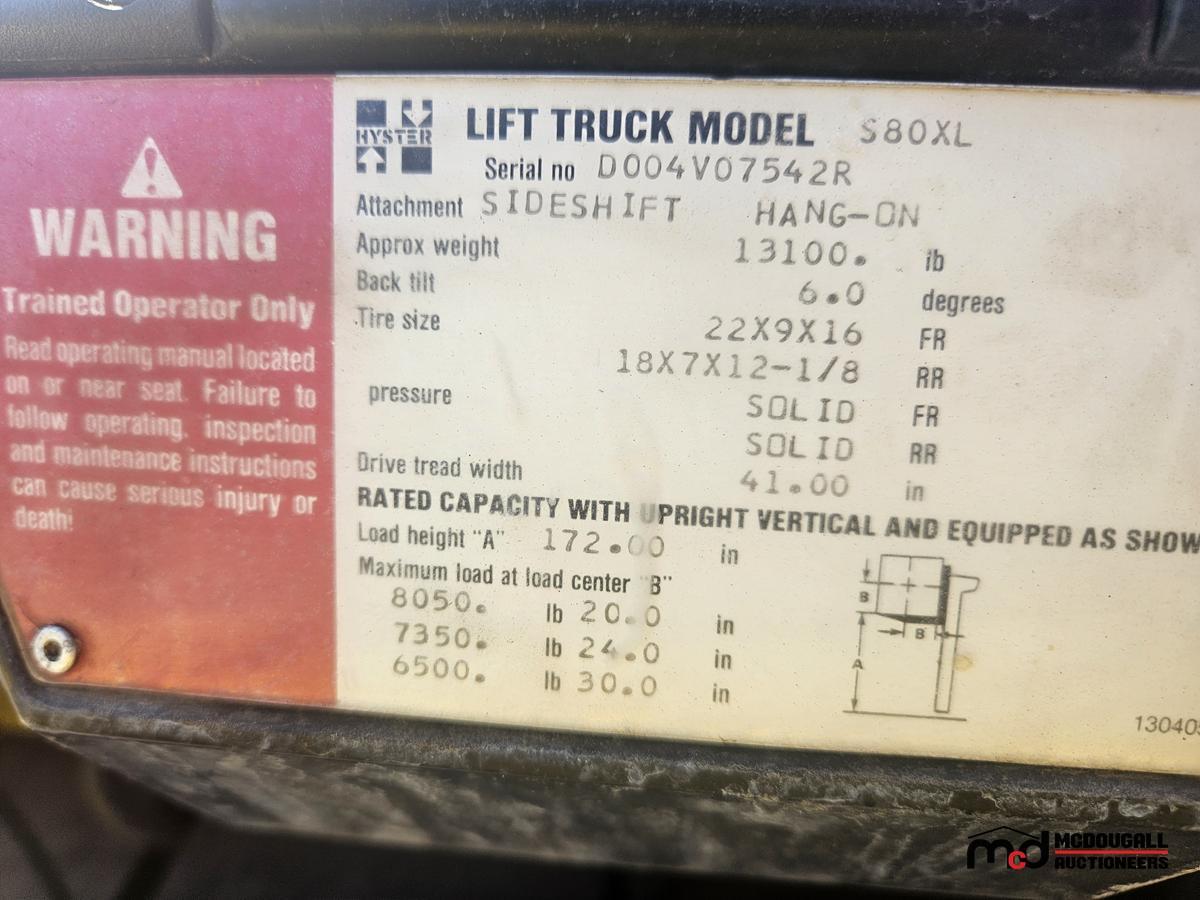 WARNING
Trained Operator Only
Read operating manual located
on or near seat. Failure to
follow operating, inspection
and maintenance instructions
can cause serious injury or
death!
HYSTER
LIFT TRUCK MODEL S80XL
Serial no D004V07542R
Attachment SIDESHIFT HANG-ON
Approx weight 13100. lb
Back tilt 6.0 degrees
Tire size 22X9X16 FR
18X7X12-1/8 RR
pressure SOLID FR
SOLID RR
Drive tread width 41.00 in
RATED CAPACITY WITH UPRIGHT VERTICAL AND EQUIPPED AS SHOW
Load height "A" 172.00 in
Maximum load at load center "B"
8050. lb 20.0 in
7350. lb 24.0 in
6500. lb 30.0 in
B
B
A
13040
mcd MCDOUGALL
AUCTIONEERS